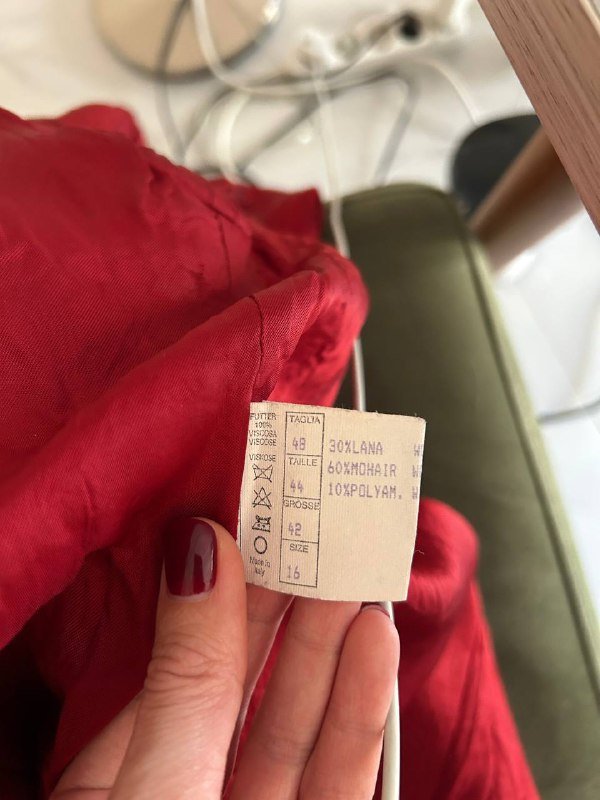 FUTTER
100%
VISCOSA
VISCOSE
VISKOSE
Made in
Italy
TAGLIA
48
TAILLE
44
GRÖSSE
42
SIZE
16
30%LANA W
60%MOHAIR W
10%POLYAM. W